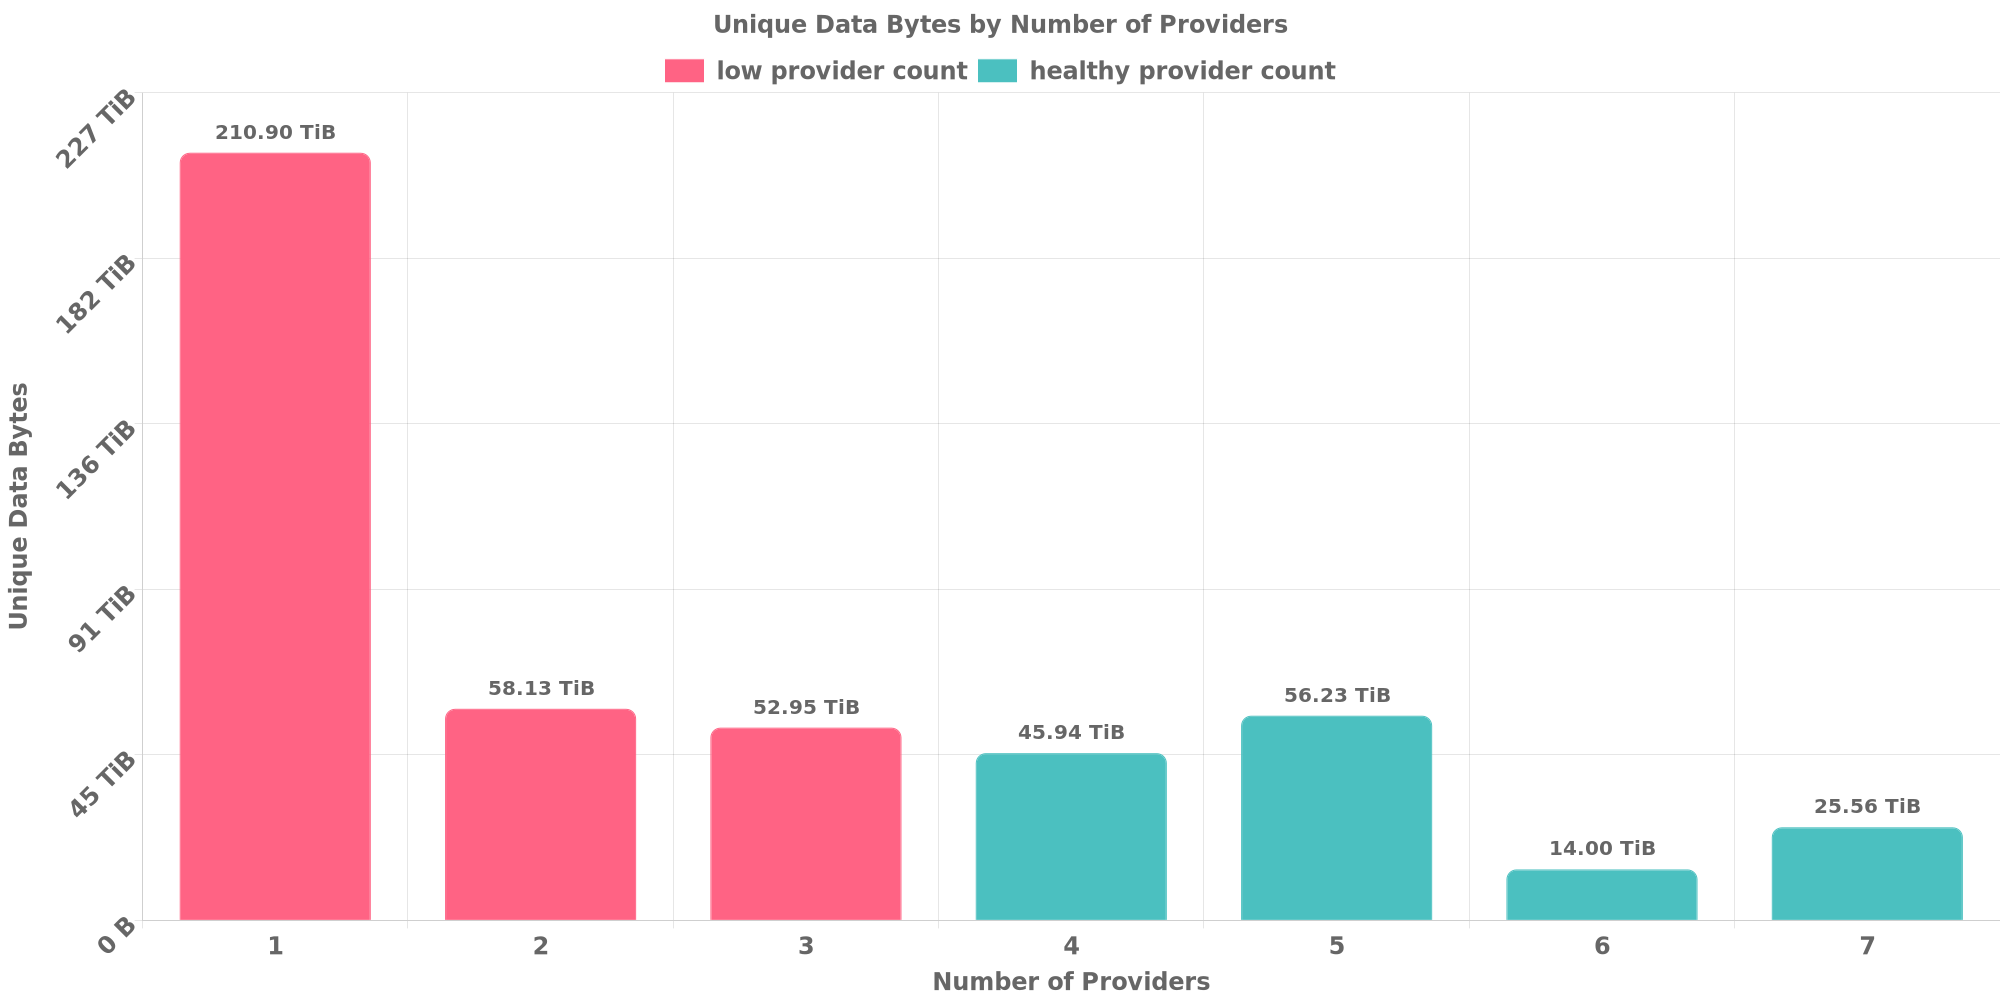 Unique Data Bytes by Number of Providers
low provider count healthy provider count
227 TiB
182 TiB
136 TiB
91 TiB
45 TiB
0 B
Unique Data Bytes
210.90 TiB
58.13 TiB
52.95 TiB
45.94 TiB
56.23 TiB
14.00 TiB
25.56 TiB
1 2 3 4 5 6 7
Number of Providers